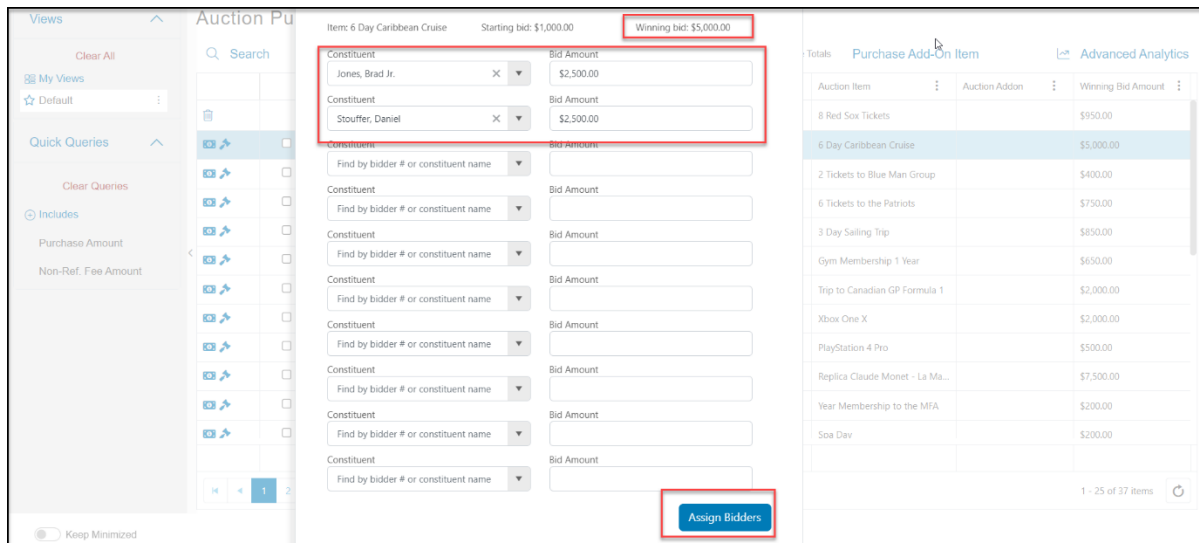 Views
Clear All
My Views
Default
Quick Queries
Clear Queries
Includes
Purchase Amount
Non-Ref. Fee Amount
Keep Minimized
Auction Pu
Search
1 2
Item: 6 Day Caribbean Cruise Starting bid: $1,000.00 Winning bid: $5,000.00
Constituent Bid Amount
Jones, Brad Jr. $2,500.00
Constituent Bid Amount
Stouffer, Daniel $2,500.00
Constituent Bid Amount
Find by bidder # or constituent name
Constituent Bid Amount
Find by bidder # or constituent name
Constituent Bid Amount
Find by bidder # or constituent name
Constituent Bid Amount
Find by bidder # or constituent name
Constituent Bid Amount
Find by bidder # or constituent name
Constituent Bid Amount
Find by bidder # or constituent name
Constituent Bid Amount
Find by bidder # or constituent name
Constituent Bid Amount
Find by bidder # or constituent name
Assign Bidders
Totals Purchase Add-On Item Advanced Analytics
Auction Item Auction Addon Winning Bid Amount
8 Red Sox Tickets $950.00
6 Day Caribbean Cruise $5,000.00
2 Tickets to Blue Man Group $400.00
6 Tickets to the Patriots $750.00
3 Day Sailing Trip $850.00
Gym Membership 1 Year $650.00
Trip to Canadian GP Formula 1 $2,000.00
Xbox One X $2,000.00
PlayStation 4 Pro $500.00
Replica Claude Monet - La Ma... $7,500.00
Year Membership to the MFA $200.00
Spa Day $200.00
1 - 25 of 37 items